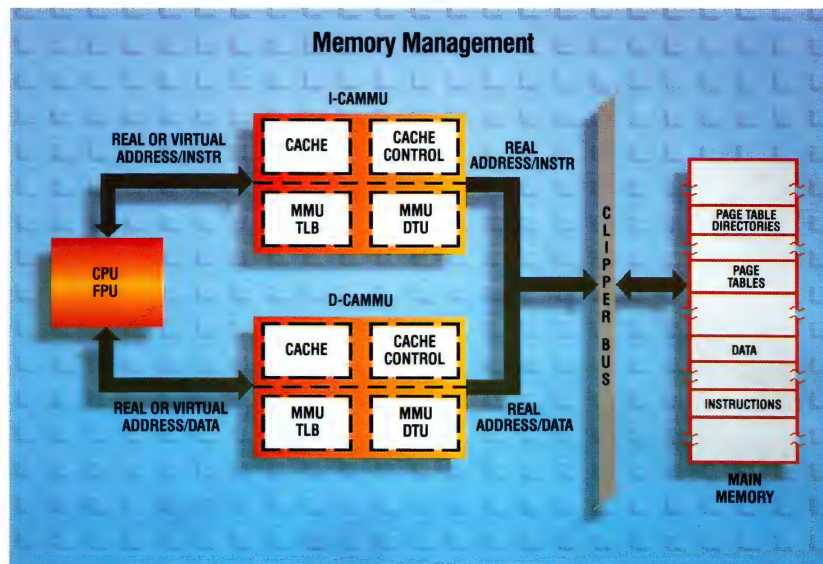 Memory Management
I-CAMMU
REAL OR VIRTUAL
ADDRESS/INSTR
CACHE
CACHE
CONTROL
MMU
TLB
MMU
DTU
REAL
ADDRESS/INSTR
CPU
FPU
D-CAMMU
CACHE
CACHE
CONTROL
MMU
TLB
MMU
DTU
REAL OR VIRTUAL
ADDRESS/DATA
REAL
ADDRESS/DATA
CLIPPER BUS
PAGE TABLE
DIRECTORIES
PAGE
TABLES
DATA
INSTRUCTIONS
MAIN
MEMORY